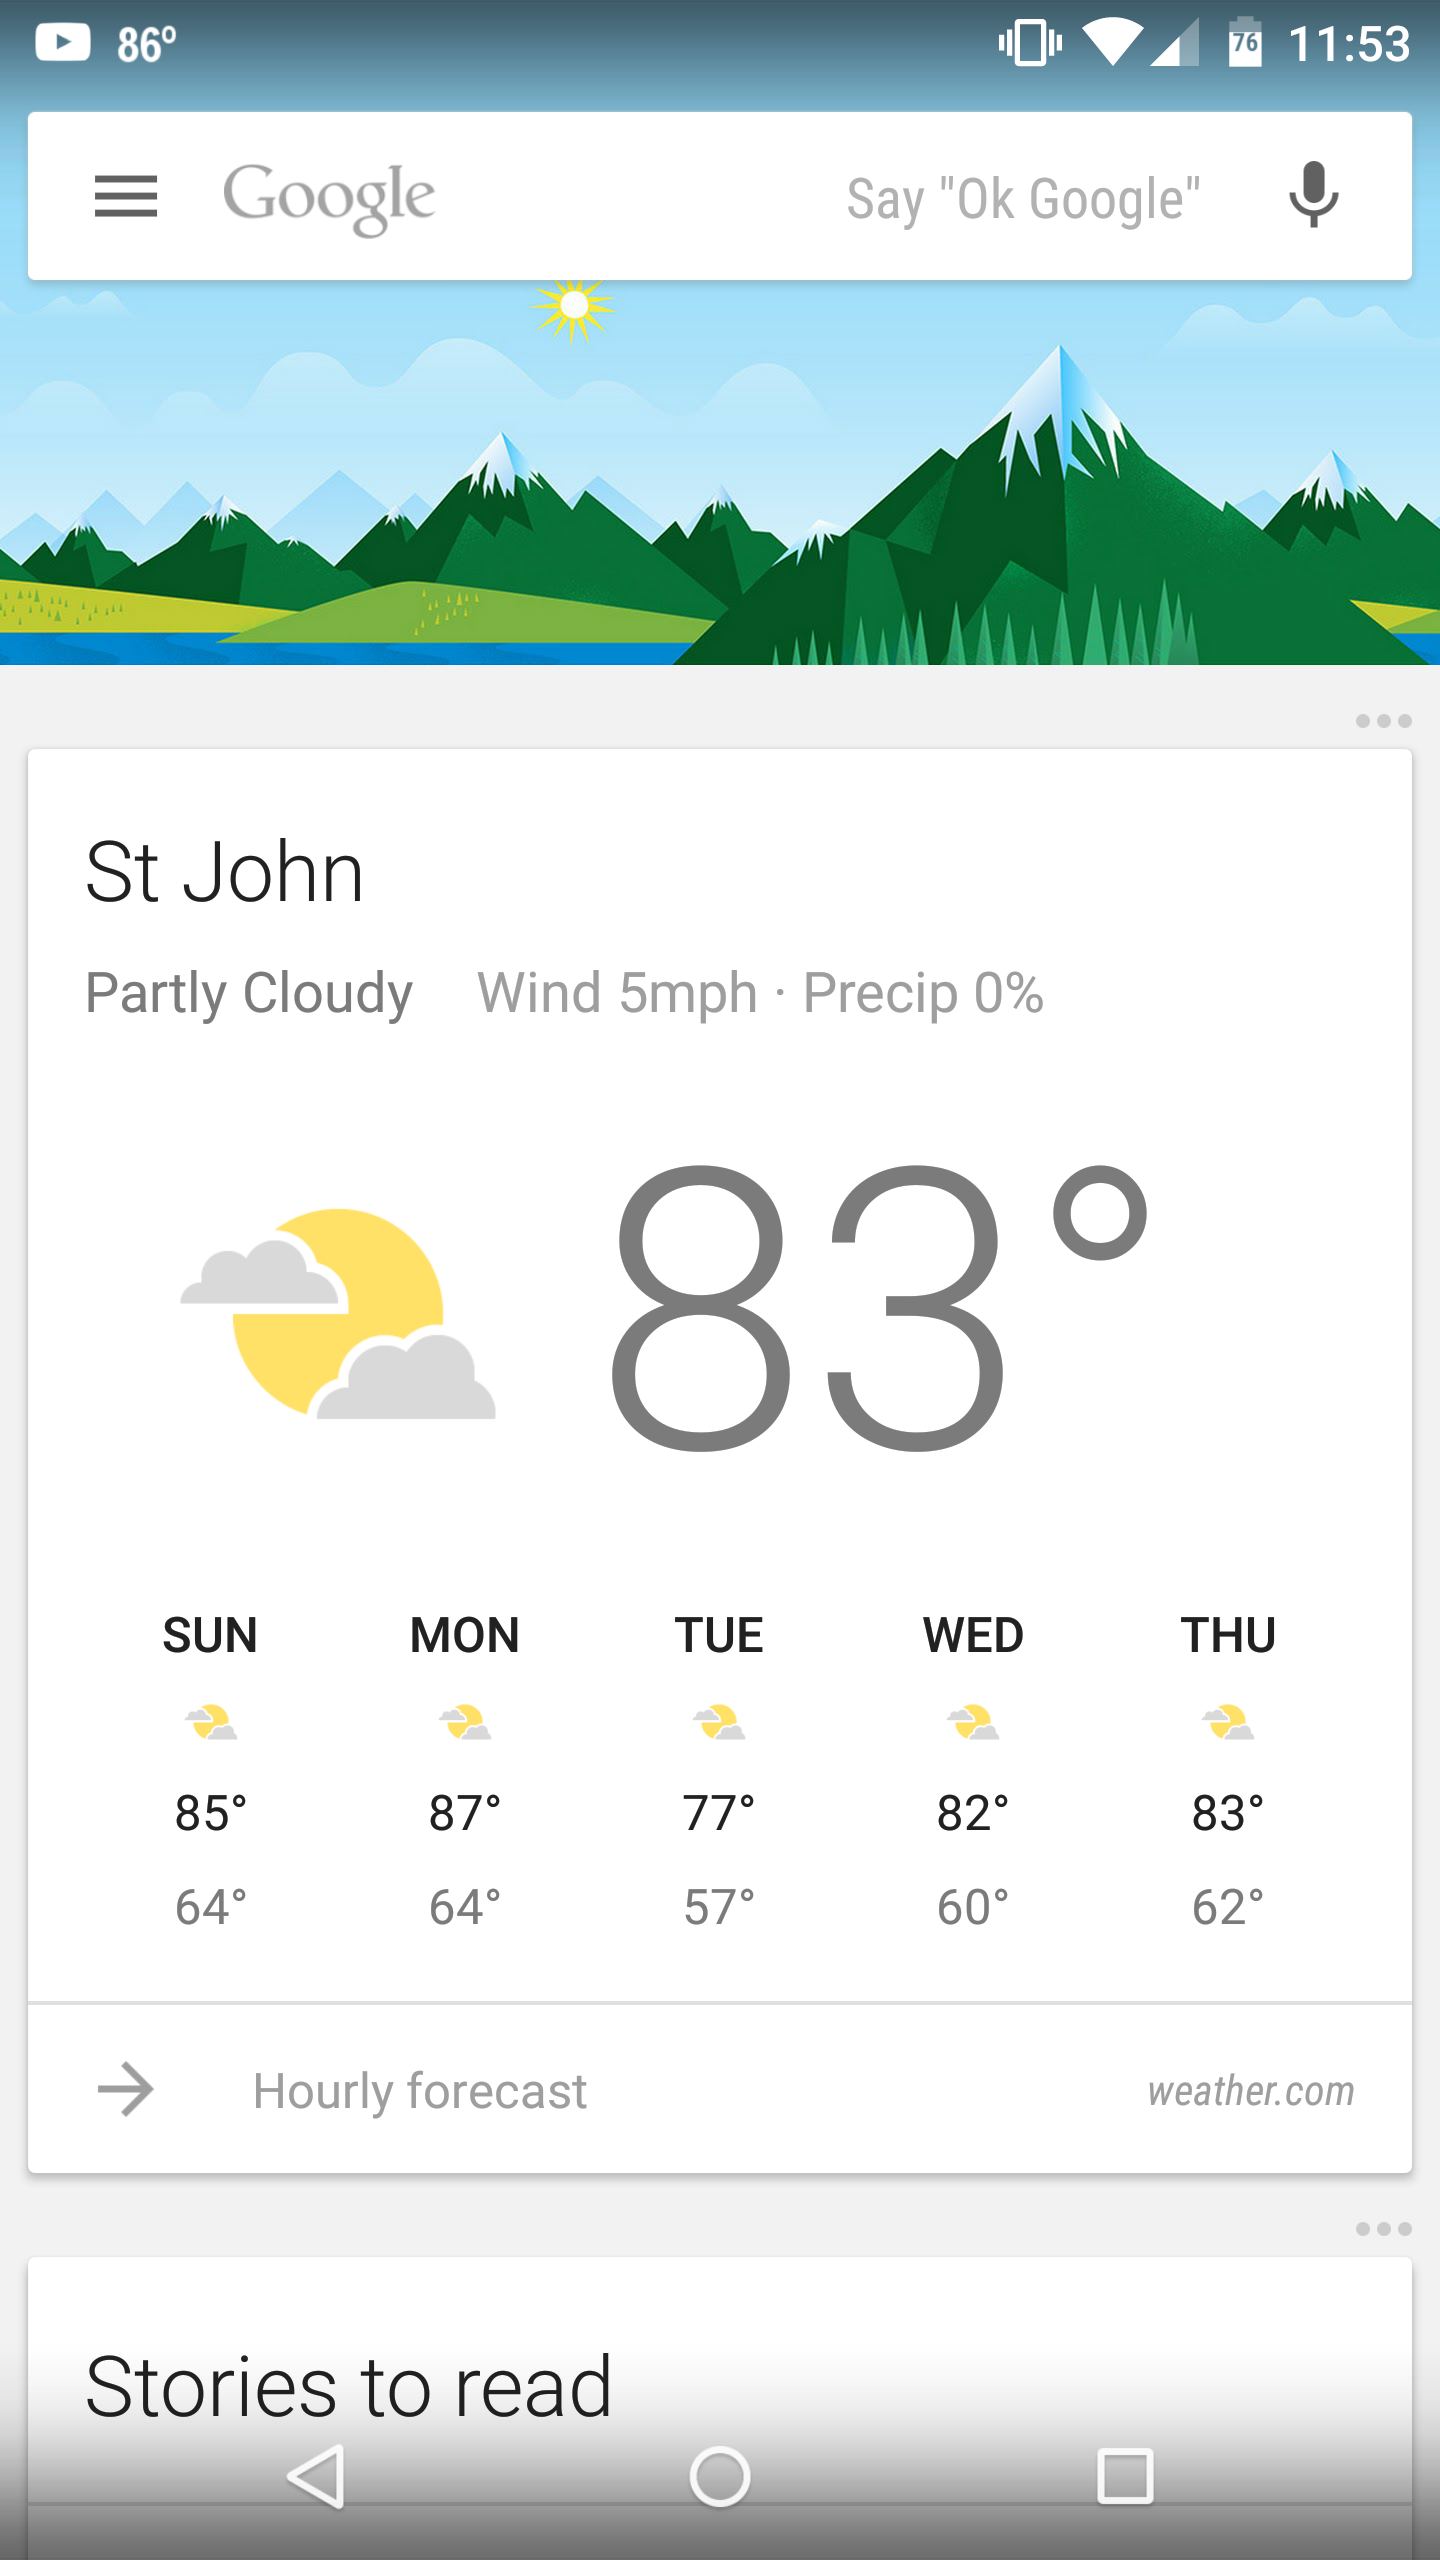 86° 76 11:53
Google Say "Ok Google"
St John
Partly Cloudy Wind 5mph · Precip 0%
83°
SUN MON TUE WED THU
85° 87° 77° 82° 83°
64° 64° 57° 60° 62°
Hourly forecast weather.com
Stories to read